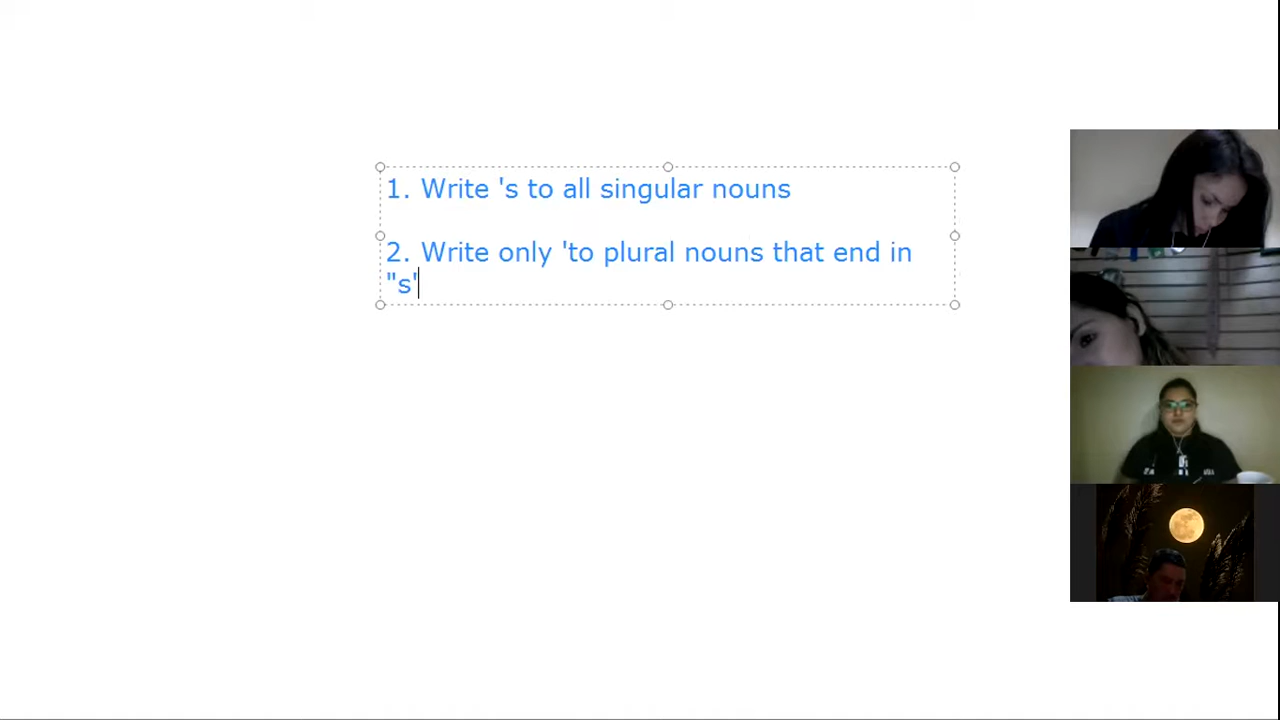 1. Write 's to all singular nouns
2. Write only 'to plural nouns that end in
"s'